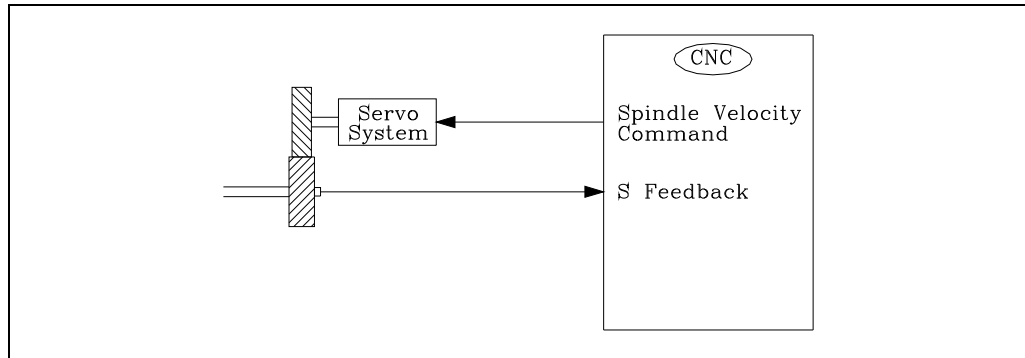 CNC
Servo
System
Spindle Velocity
Command
S Feedback